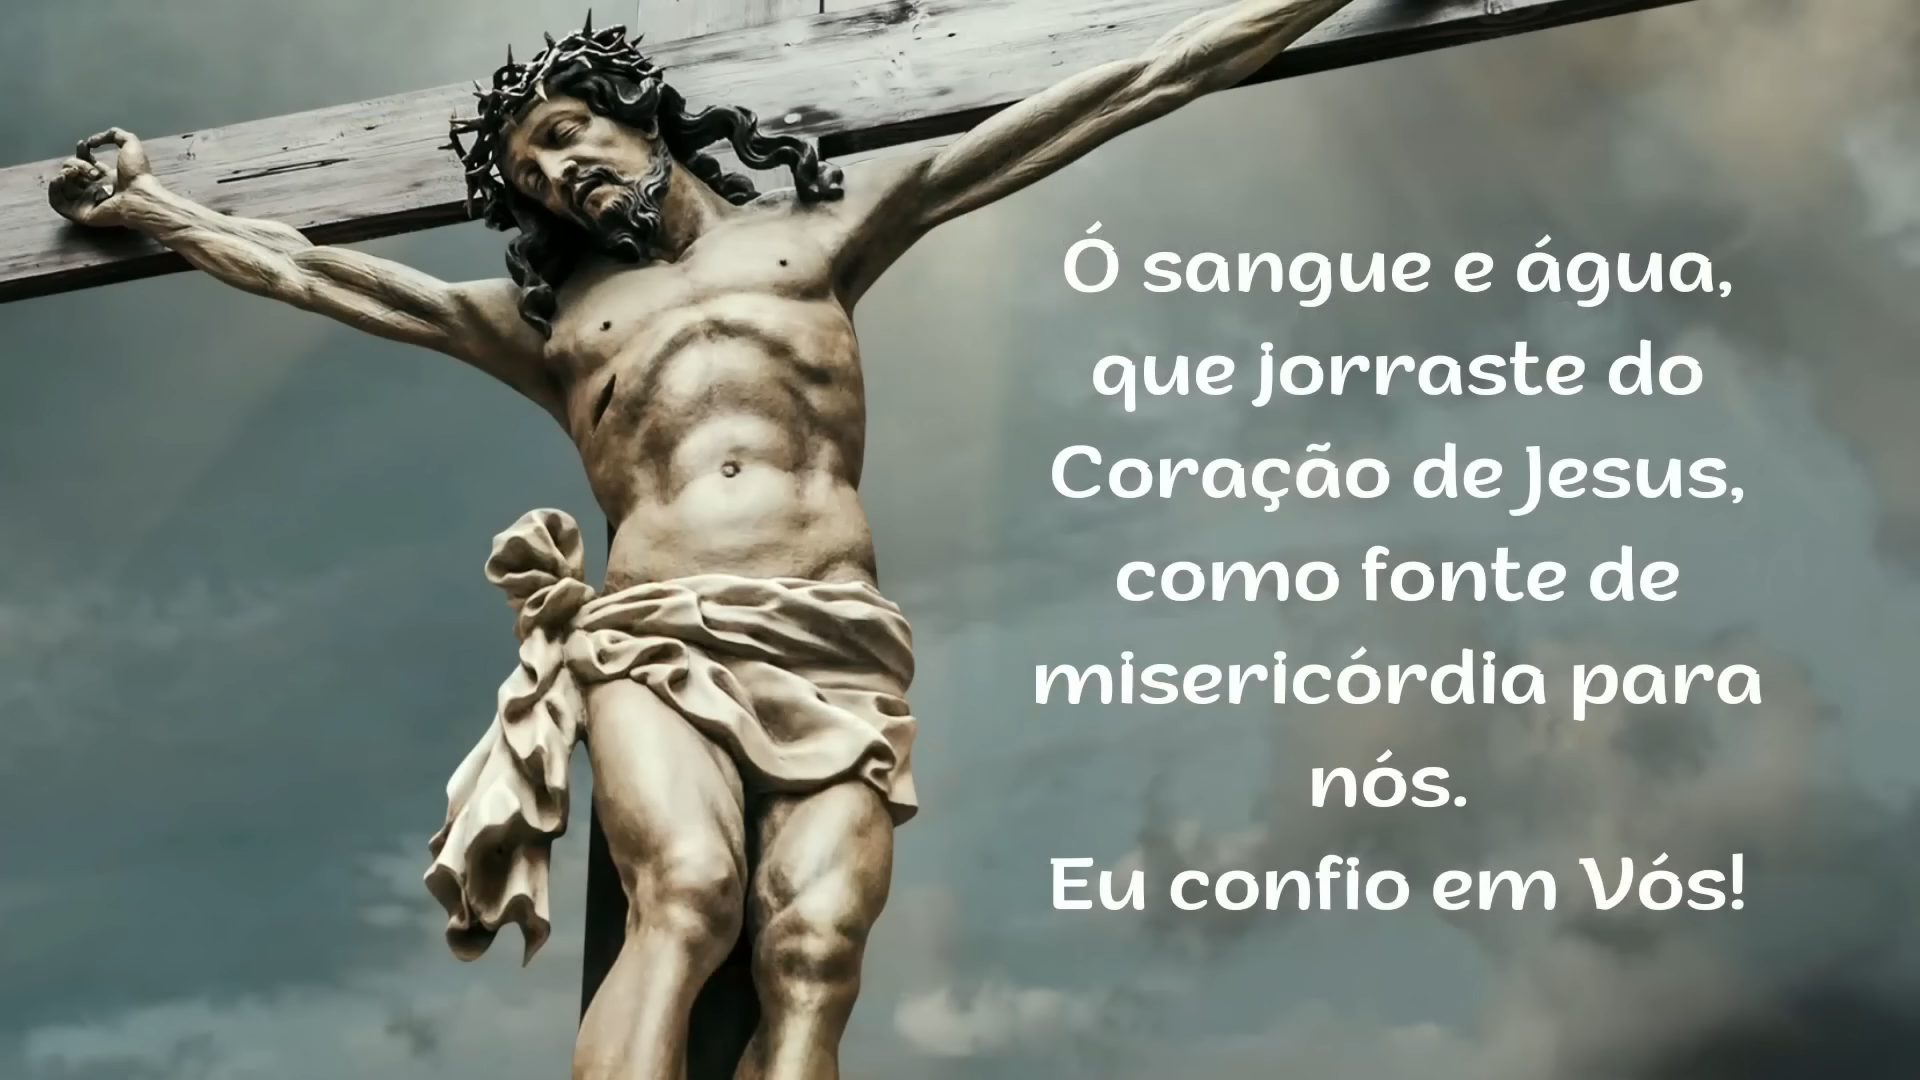 Ó sangue e água,
que jorraste do
Coração de Jesus,
como fonte de
misericórdia para
nós.
Eu confio em Vós!